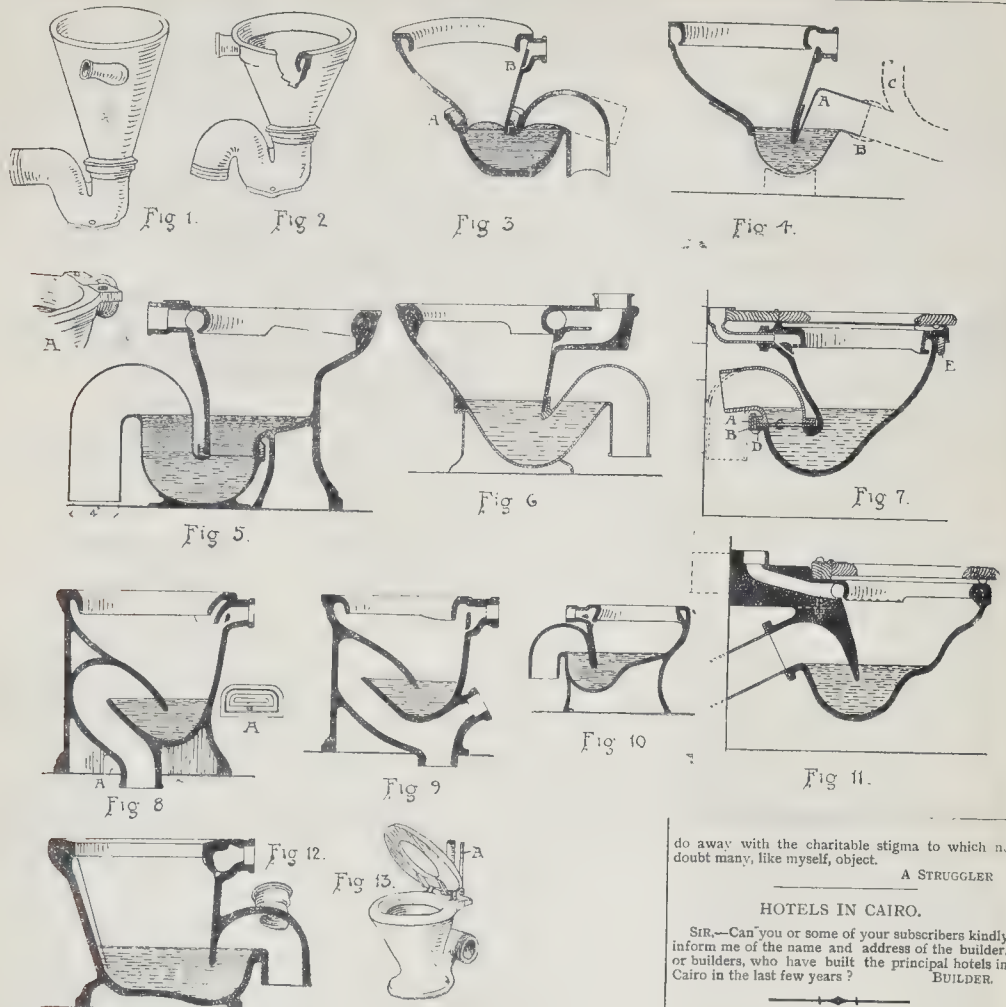 Fig 1.
Fig 2
B
A
Fig 3
A
C
B
Fig 4.
A
4"
Fig 5.
Fig 6
A
B
C
D
E
Fig 7.
A
A
Fig 8
Fig 9
Fig 10
Fig 11.
Fig 12.
Fig 13.
A
do away with the charitable stigma to which
doubt many, like myself, object.
A STRUGGLER
HOTELS IN CAIRO.
SIR,—Can you or some of your subscribers kindly
inform me of the name and address of the builder,
or builders, who have built the principal hotels in
Cairo in the last few years?
BUILDER.